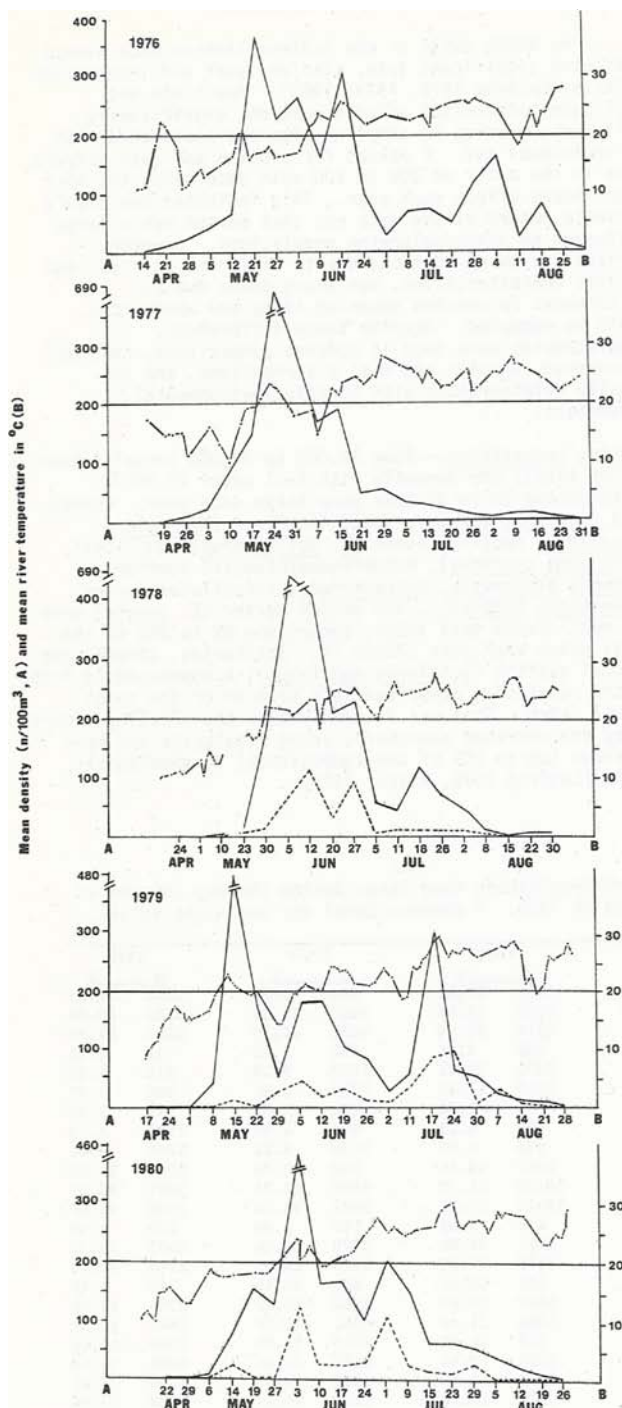 Mean density (n/100m³, A) and mean river temperature in °C(B)
400
1976
300
30
200
20
100
10
A
B
14 21 28 5 12 21 27 2 9 17 24 1 8 14 21 28 4 11 18 25
APR MAY JUN JUL AUG
690
1977
300
30
200
20
100
10
A
B
19 26 3 10 17 24 31 7 15 21 28 5 13 20 26 2 9 16 23 31
APR MAY JUN JUL AUG
690
1978
400
300
30
200
20
100
10
A
B
24 1 10 23 30 5 12 20 27 5 11 18 26 2 8 15 22 30
APR MAY JUN JUL AUG
480
1979
300
30
200
20
100
10
A
B
17 24 1 8 15 22 29 5 12 19 26 2 11 17 24 30 7 14 21 28
APR MAY JUN JUL AUG
460
1980
300
30
200
20
100
10
A
B
22 29 6 14 19 27 3 10 17 24 1 9 15 23 29 5 12 19 26
APR MAY JUN JUL AUG